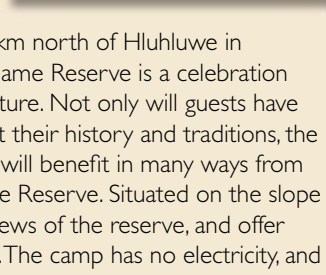 km north of Hluhluwe in
ame Reserve is a celebration
ture. Not only will guests have
t their history and traditions, the
will benefit in many ways from
e Reserve. Situated on the slope
ews of the reserve, and offer
. The camp has no electricity, and